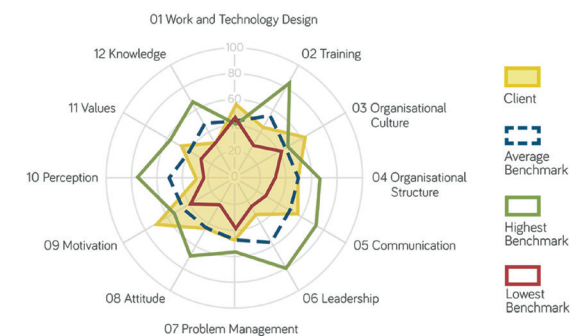 01 Work and Technology Design
12 Knowledge
02 Training
11 Values
03 Organisational
Culture
10 Perception
04 Organisational
Structure
09 Motivation
05 Communication
08 Attitude
06 Leadership
07 Problem Management
100
80
60
20
0
Client
Average
Benchmark
Highest
Benchmark
Lowest
Benchmark